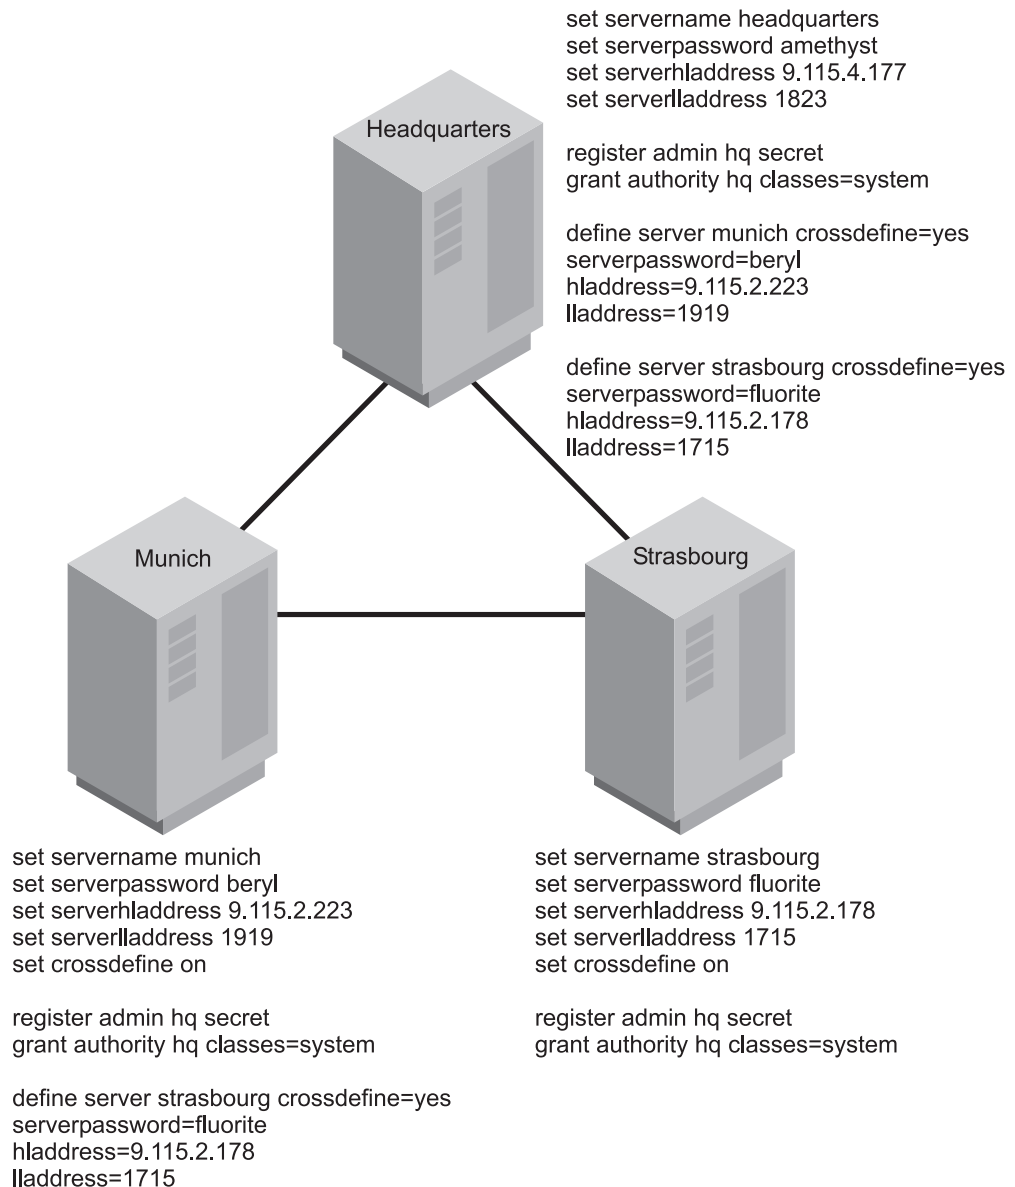 set servername headquarters
set serverpassword amethyst
set serverhladdress 9.115.4.177
set serverlladdress 1823
register admin hq secret
grant authority hq classes=system
define server munich crossdefine=yes
serverpassword=beryl
hladdress=9.115.2.223
lladdress=1919
define server strasbourg crossdefine=yes
serverpassword=fluorite
hladdress=9.115.2.178
lladdress=1715
Headquarters
Munich
Strasbourg
set servername munich
set serverpassword beryl
set serverhladdress 9.115.2.223
set serverlladdress 1919
set crossdefine on
register admin hq secret
grant authority hq classes=system
define server strasbourg crossdefine=yes
serverpassword=fluorite
hladdress=9.115.2.178
lladdress=1715
set servername strasbourg
set serverpassword fluorite
set serverhladdress 9.115.2.178
set serverlladdress 1715
set crossdefine on
register admin hq secret
grant authority hq classes=system